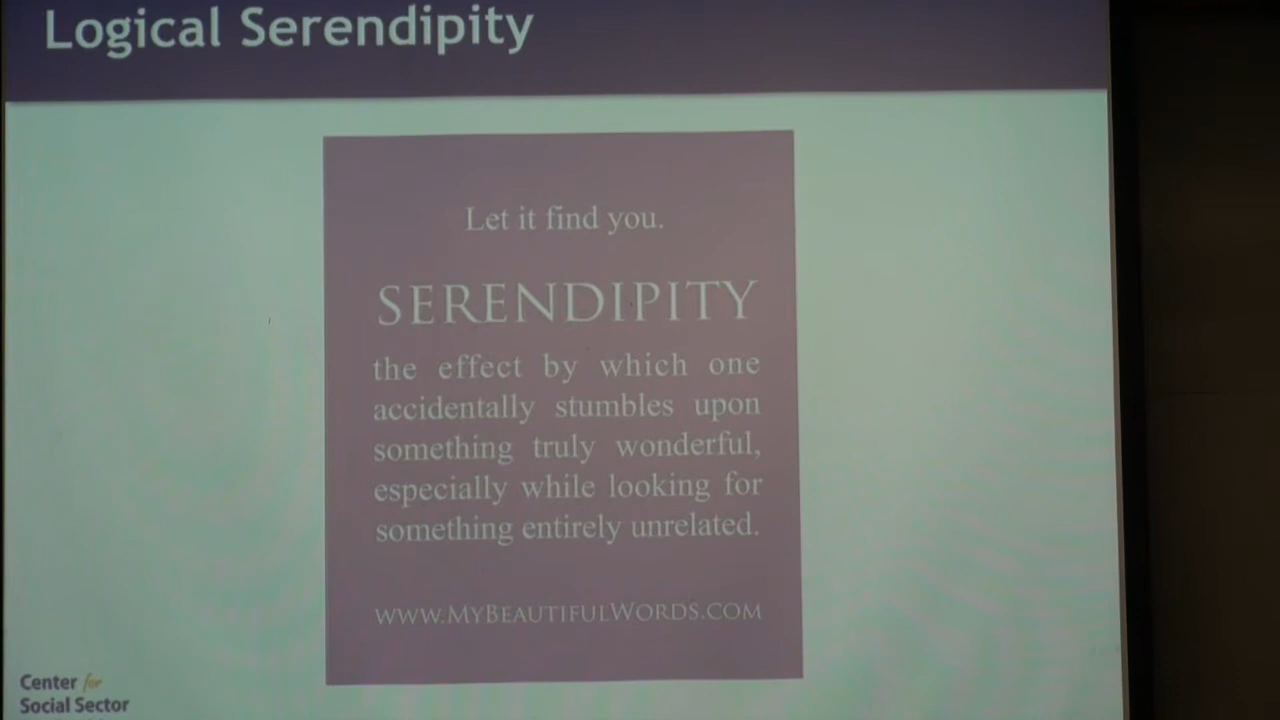 Logical Serendipity
Let it find you.
SERENDIPITY
the effect by which one
accidentally stumbles upon
something truly wonderful,
especially while looking for
something entirely unrelated.
WWW.MYBEAUTIFULWORDS.COM
Center for
Social Sector